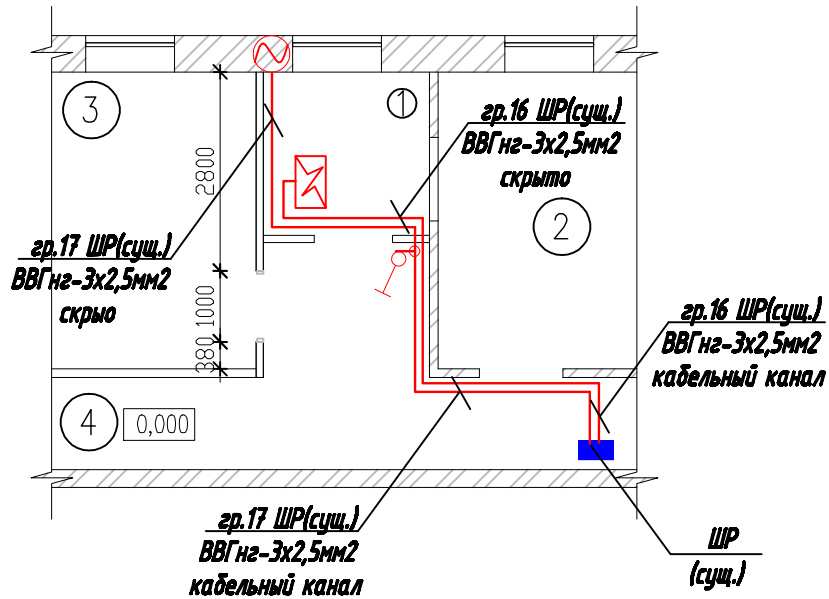 3
1
гр.16 ШР(сущ.)
ВВГнг-3х2,5мм2
скрыто
2800
2
гр.17 ШР(сущ.)
ВВГнг-3х2,5мм2
скрыо
1000
380
гр.16 ШР(сущ.)
ВВГнг-3х2,5мм2
кабельный канал
4
0,000
гр.17 ШР(сущ.)
ВВГнг-3х2,5мм2
кабельный канал
ШР
(сущ.)